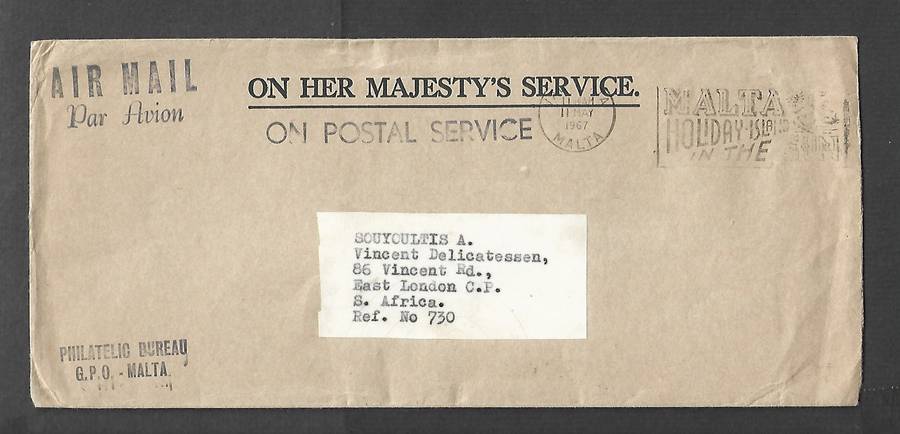 AIR MAIL
Par Avion
ON HER MAJESTY'S SERVICE.
ON POSTAL SERVICE
11 MAY
1967
MALTA
MALTA
HOLIDAY ISLAND
IN THE
SOUYOULTIS A.
Vincent Delicatessen,
86 Vincent Rd.,
East London C.P.
S. Africa.
Ref. No 730
PHILATELIC BUREAU
G.P.O. - MALTA.